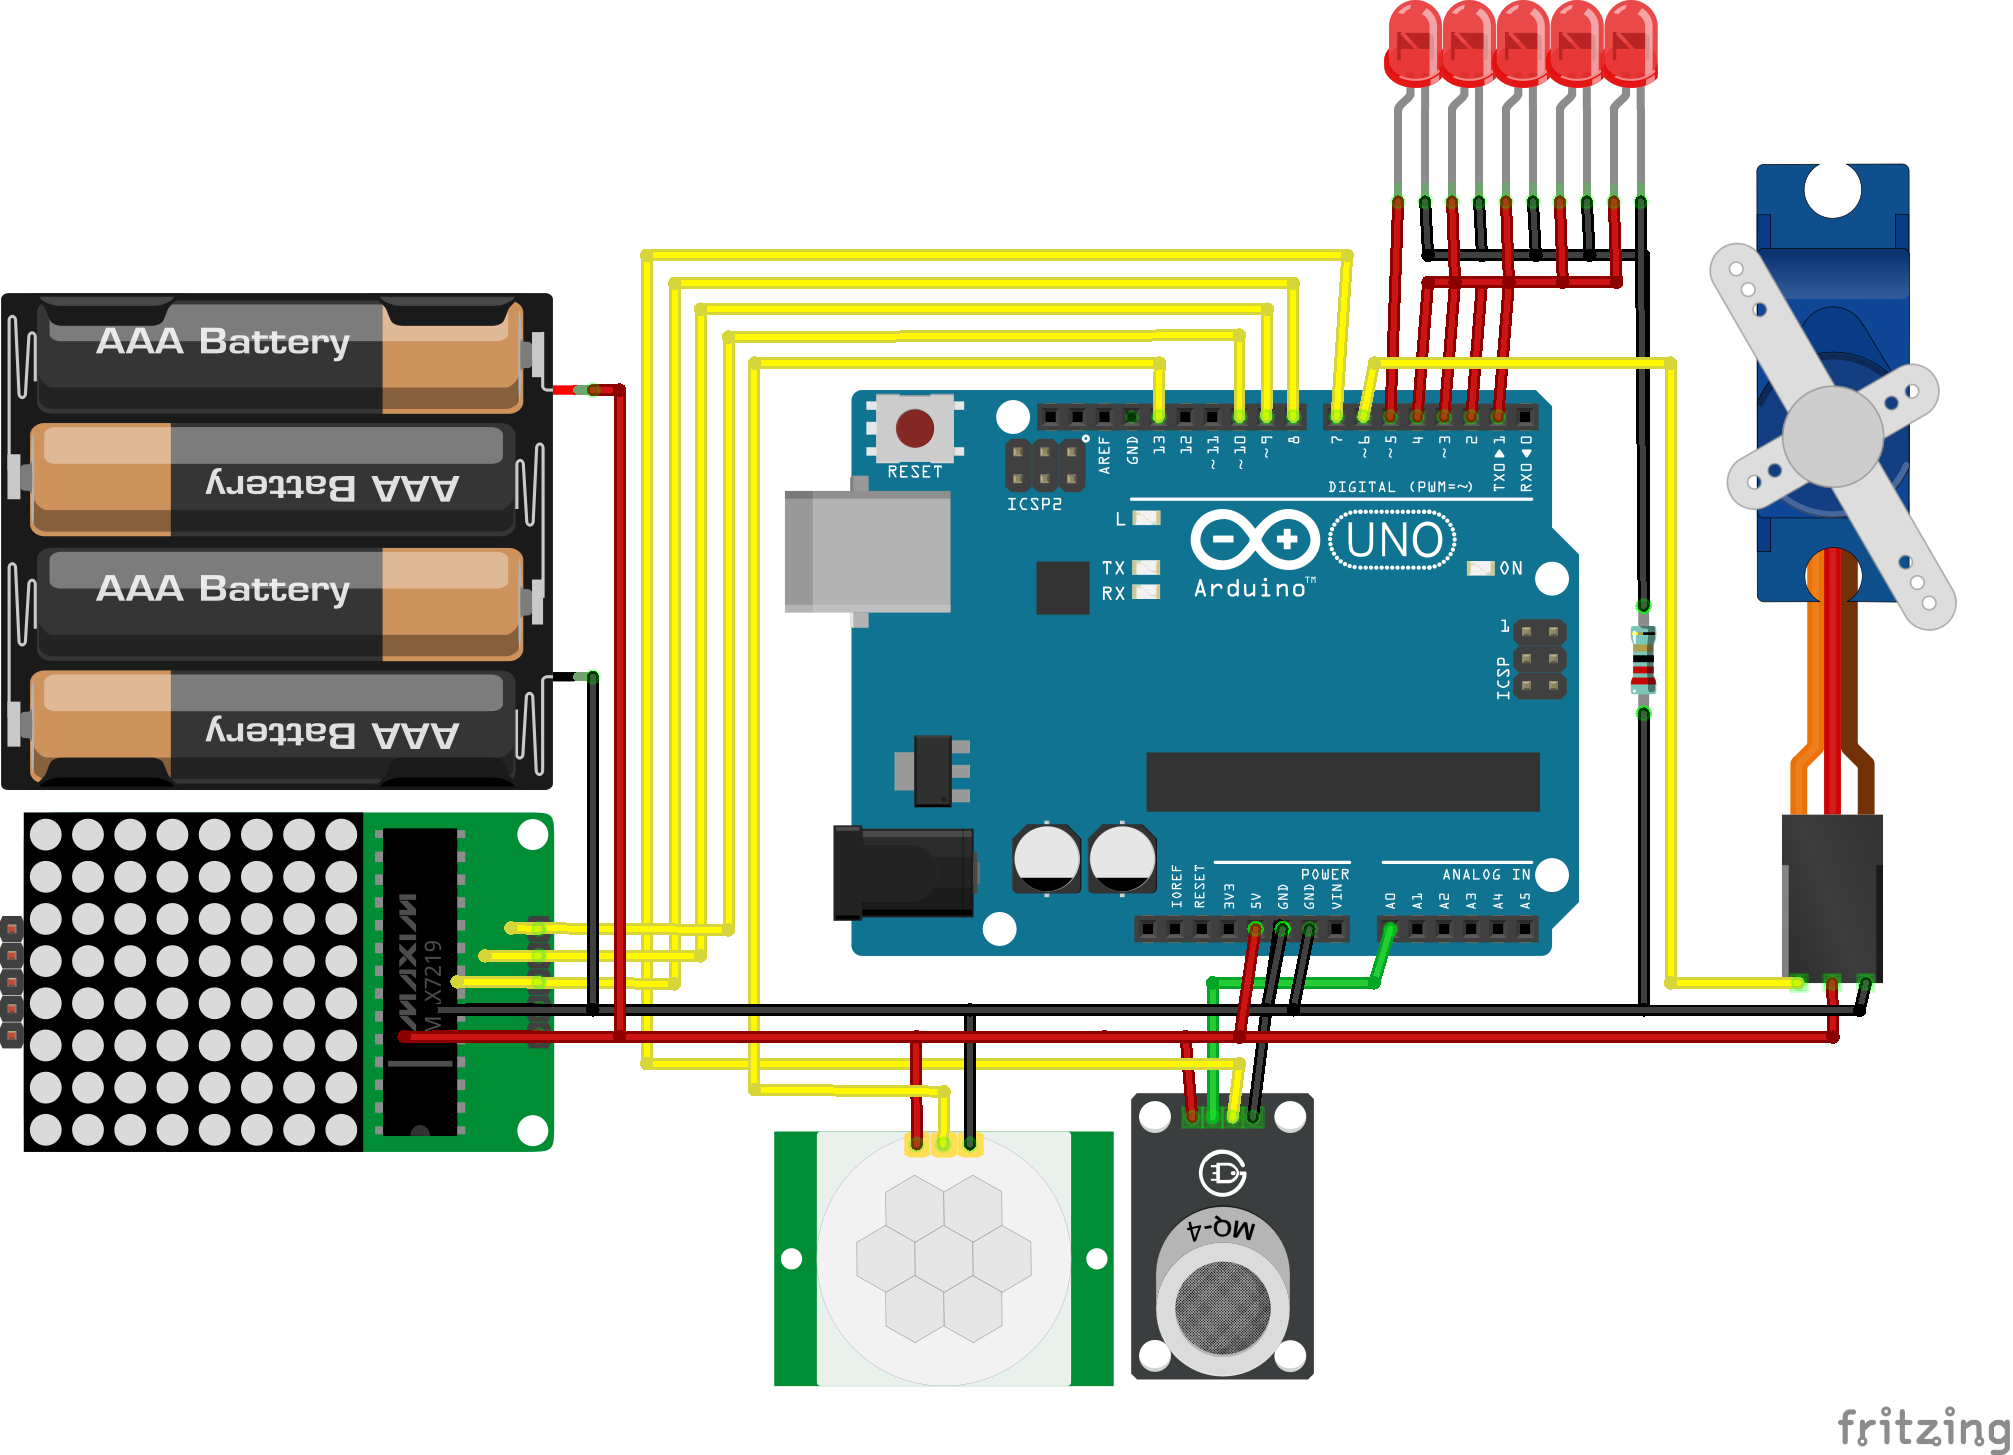 AAA Battery
AAA Battery
AAA Battery
AAA Battery
MAXIM
MAX7219
RESET
ICSP2
AREF
GND
13
12
~11
~10
~9
8
7
~6
~5
4
~3
2
TX0▶1
RX0◀0
DIGITAL (PWM=~)
L
TX
RX
UNO
ON
Arduino™
1
ICSP
IOREF
RESET
3V3
5V
GND
GND
VIN
POWER
ANALOG IN
A0
A1
A2
A3
A4
A5
MQ-4
fritzing